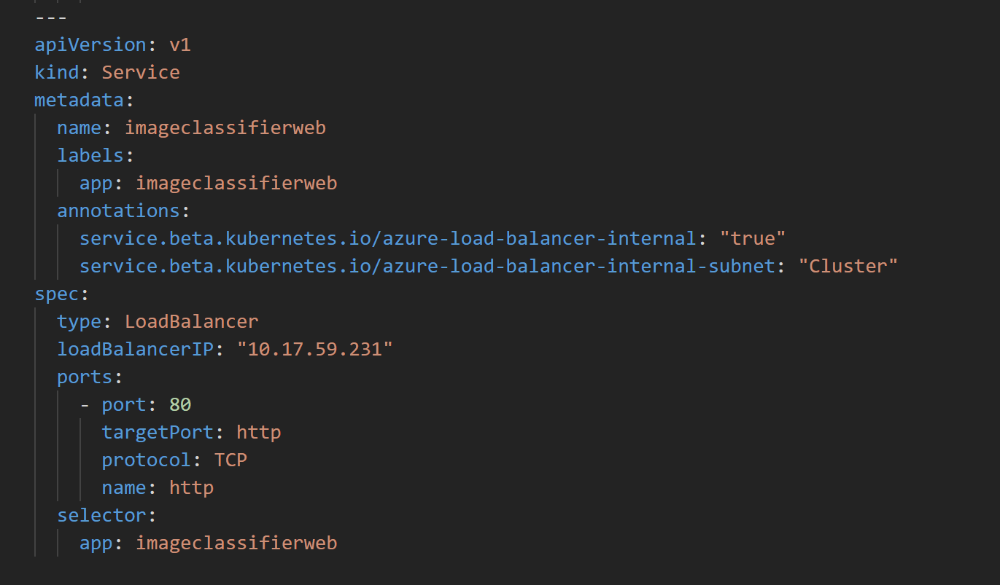 ---
apiVersion: v1
kind: Service
metadata:
  name: imageclassifierweb
  labels:
    app: imageclassifierweb
  annotations:
    service.beta.kubernetes.io/azure-load-balancer-internal: "true"
    service.beta.kubernetes.io/azure-load-balancer-internal-subnet: "Cluster"
spec:
  type: LoadBalancer
  loadBalancerIP: "10.17.59.231"
  ports:
    - port: 80
      targetPort: http
      protocol: TCP
      name: http
  selector:
    app: imageclassifierweb